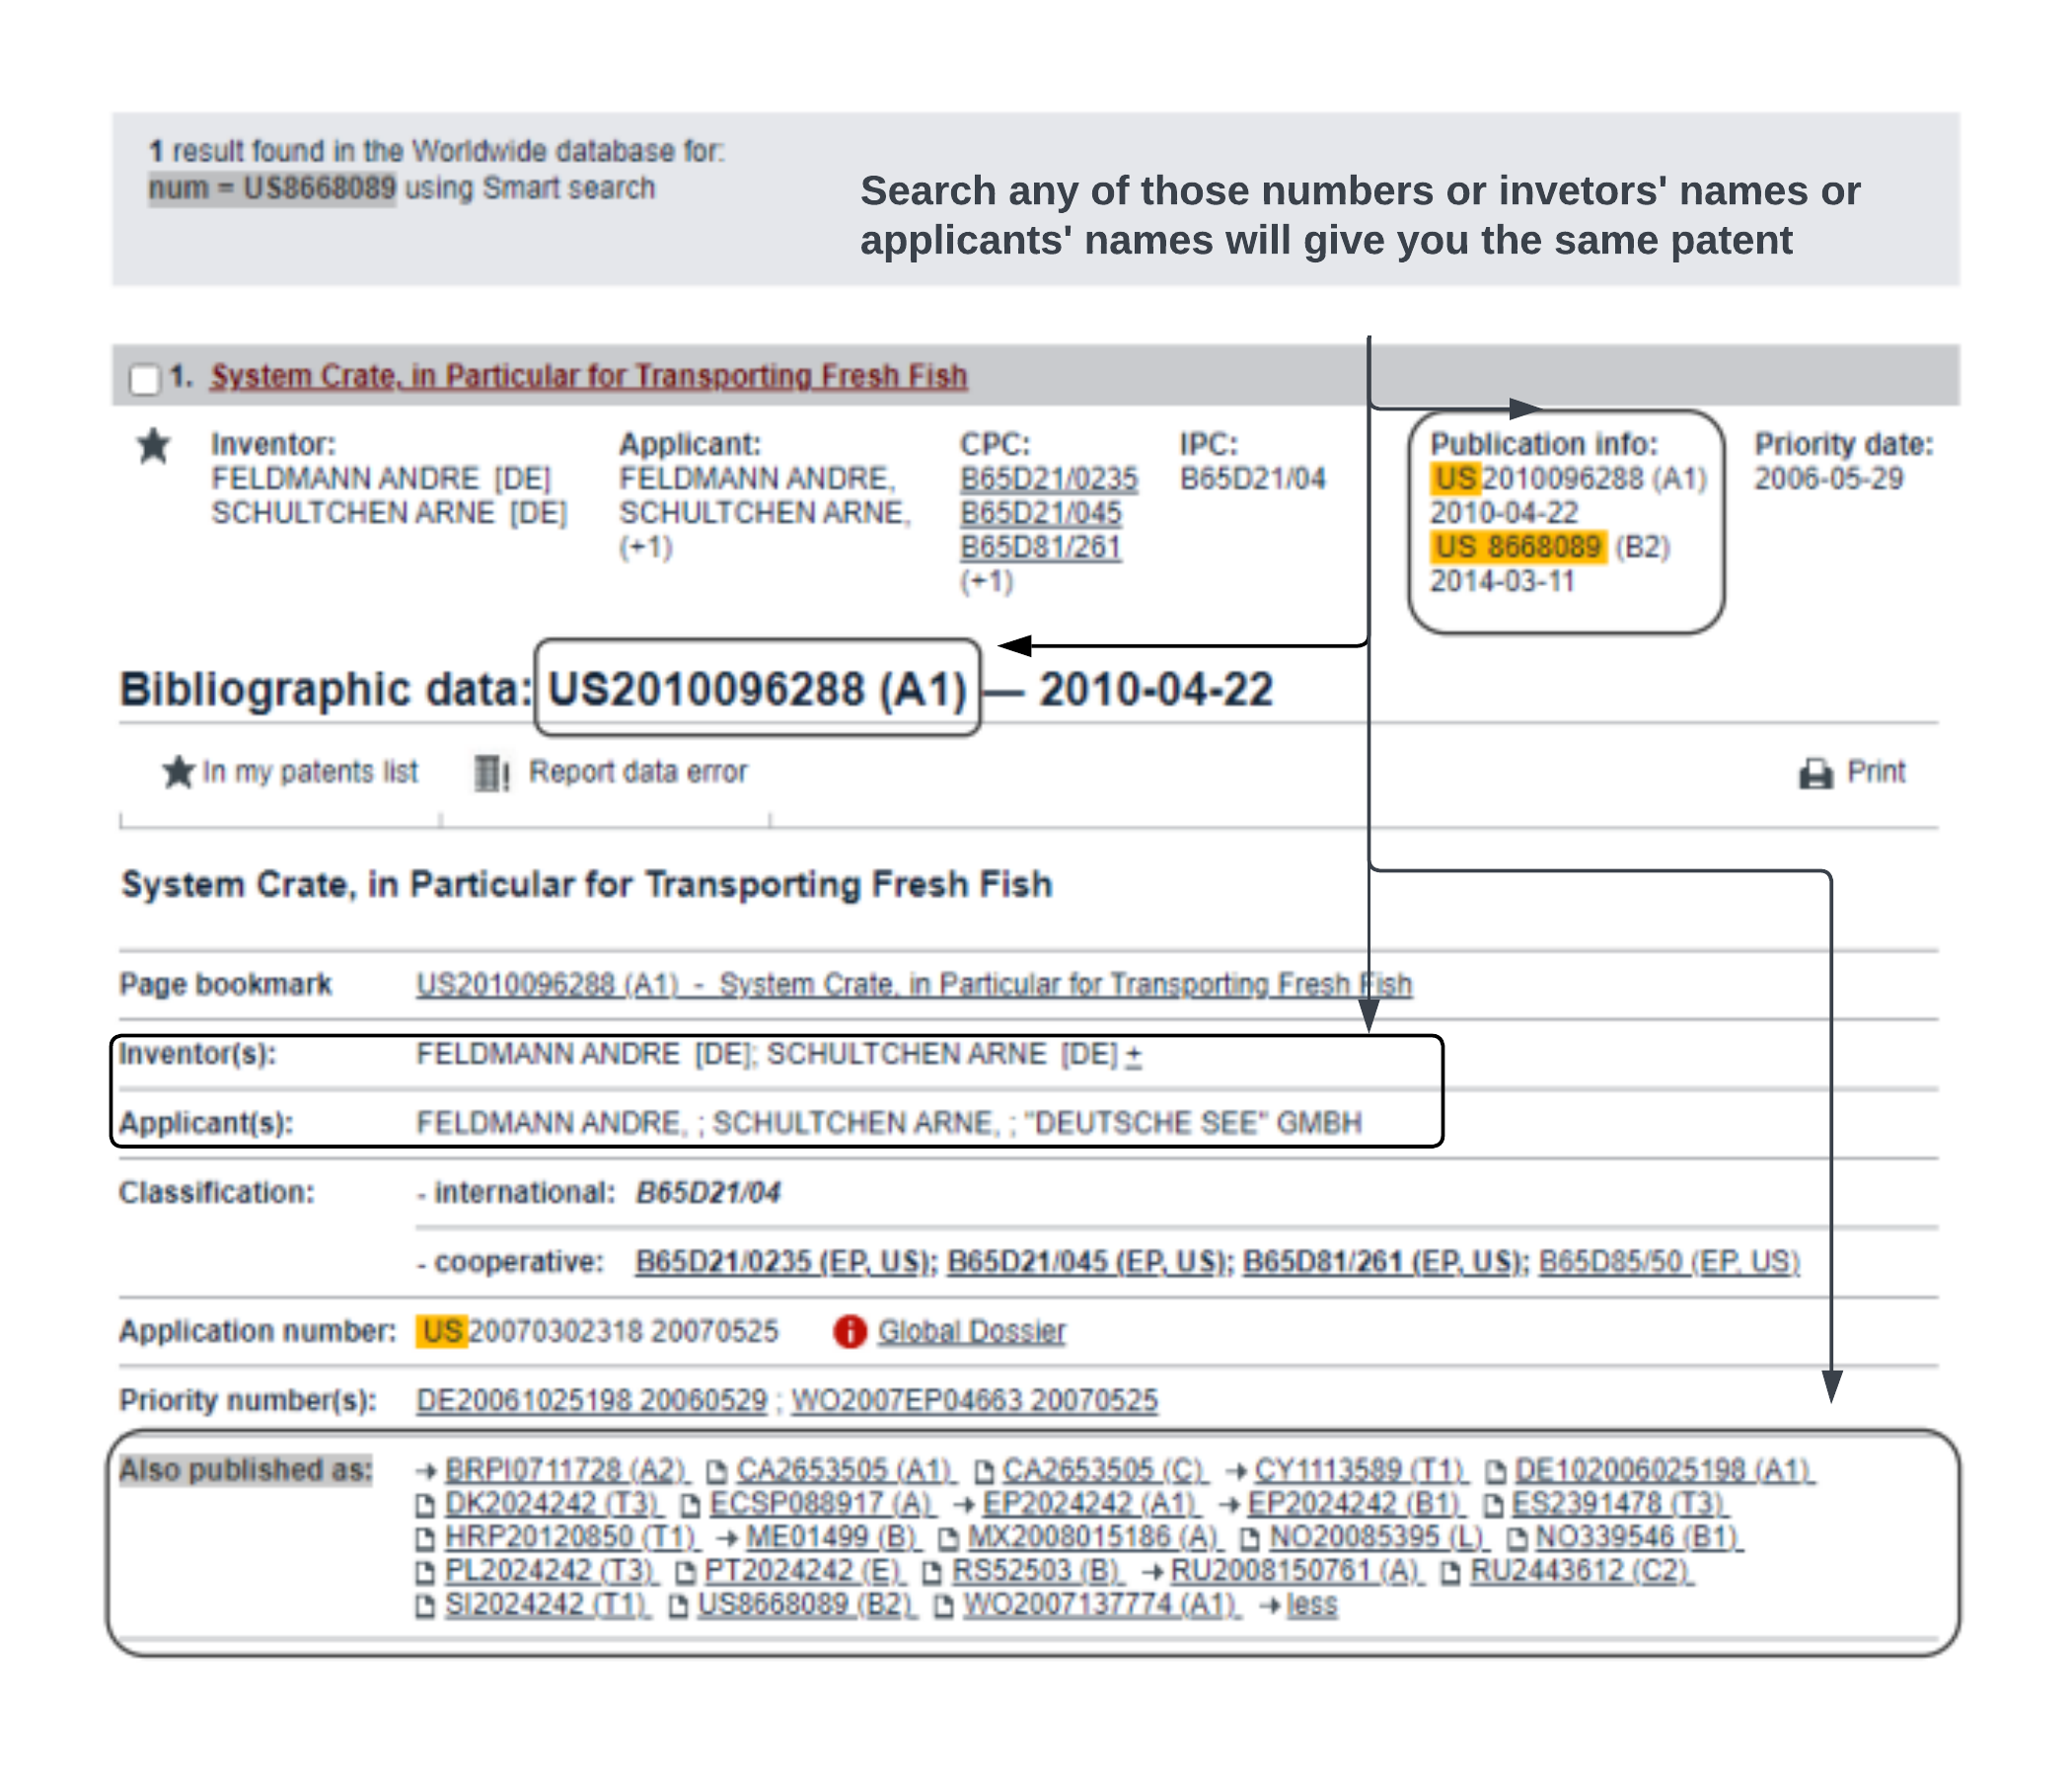 1 result found in the Worldwide database for:
num = US8668089 using Smart search
Search any of those numbers or invetors' names or
applicants' names will give you the same patent
1. System Crate, in Particular for Transporting Fresh Fish
Inventor:
FELDMANN ANDRE [DE]
SCHULTCHEN ARNE [DE]
Applicant:
FELDMANN ANDRE,
SCHULTCHEN ARNE,
(+1)
CPC:
B65D21/0235
B65D21/045
B65D81/261
(+1)
IPC:
B65D21/04
Publication info:
US2010096288 (A1)
2010-04-22
US 8668089 (B2)
2014-03-11
Priority date:
2006-05-29
Bibliographic data: US2010096288 (A1) — 2010-04-22
In my patents list Report data error Print
System Crate, in Particular for Transporting Fresh Fish
Page bookmark US2010096288 (A1) - System Crate, in Particular for Transporting Fresh Fish
Inventor(s): FELDMANN ANDRE [DE]; SCHULTCHEN ARNE [DE] +
Applicant(s): FELDMANN ANDRE, ; SCHULTCHEN ARNE, ; "DEUTSCHE SEE" GMBH
Classification: - international: B65D21/04
- cooperative: B65D21/0235 (EP, US); B65D21/045 (EP, US); B65D81/261 (EP, US); B65D85/50 (EP, US)
Application number: US20070302318 20070525 Global Dossier
Priority number(s): DE20061025198 20060529 ; WO2007EP04663 20070525
Also published as: → BRPI0711728 (A2) CA2653505 (A1) CA2653505 (C) → CY1113589 (T1) DE102006025198 (A1)
DK2024242 (T3) ECSP088917 (A) → EP2024242 (A1) → EP2024242 (B1) ES2391478 (T3)
HRP20120850 (T1) → ME01499 (B) MX2008015186 (A) NO20085395 (L) NO339546 (B1)
PL2024242 (T3) PT2024242 (E) RS52503 (B) → RU2008150761 (A) RU2443612 (C2)
SI2024242 (T1) US8668089 (B2) WO2007137774 (A1) → less